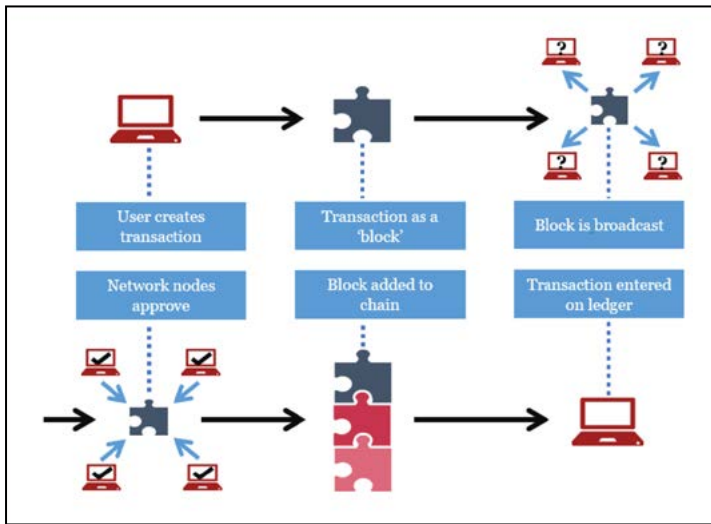 ?
?
?
?
User creates
transaction
Transaction as a
‘block’
Block is broadcast
Network nodes
approve
Block added to
chain
Transaction entered
on ledger